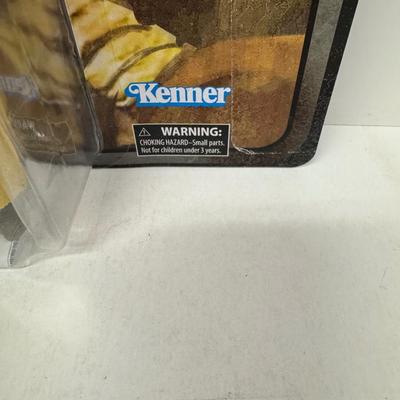 Kenner
WARNING:
CHOKING HAZARD–Small parts.
Not for children under 3 years.